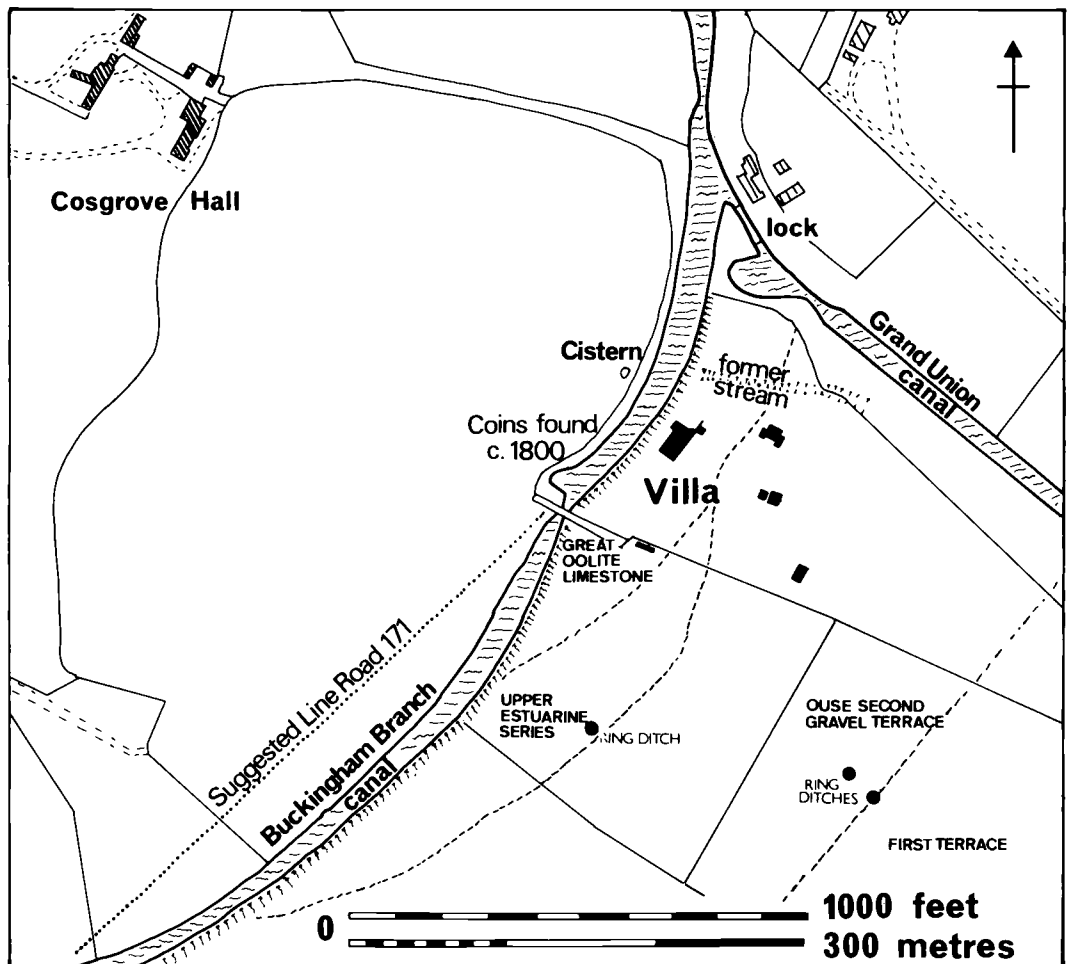 Cosgrove Hall
lock
Grand Union
canal
Cistern
former
stream
Coins found
c. 1800
Villa
GREAT
OOLITE
LIMESTONE
Suggested Line Road 171
Buckingham Branch
canal
UPPER
ESTUARINE
SERIES
RING DITCH
OUSE SECOND
GRAVEL TERRACE
RING
DITCHES
FIRST TERRACE
0
1000 feet
300 metres